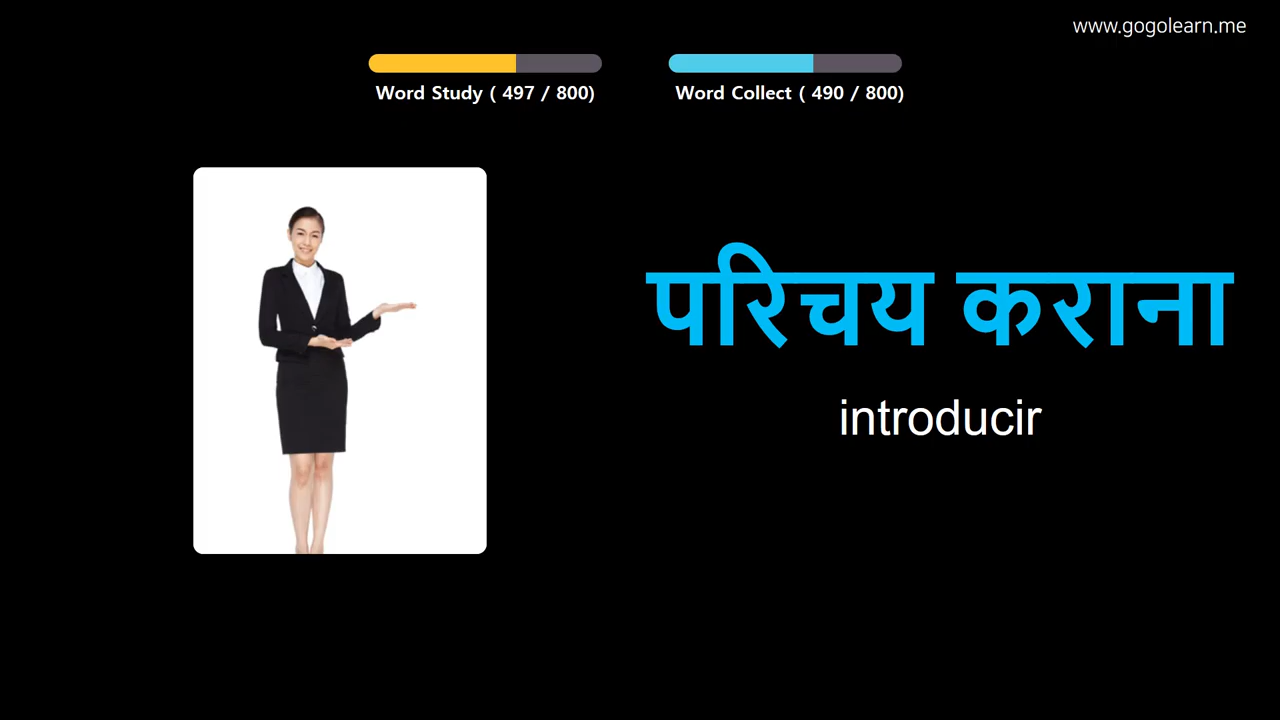 www.gogolearn.me
Word Study ( 497 / 800)
Word Collect ( 490 / 800)
परिचय कराना
introducir